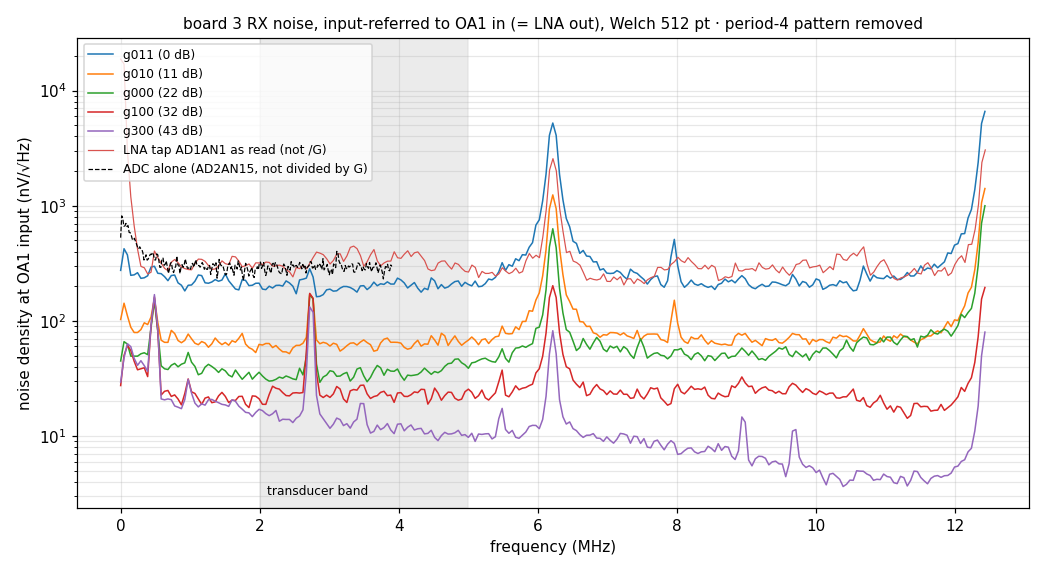 board 3 RX noise, input-referred to OA1 in (= LNA out), Welch 512 pt · period-4 pattern removed
noise density at OA1 input (nV/√Hz)
10⁴
10³
10²
10¹
g011 (0 dB)
g010 (11 dB)
g000 (22 dB)
g100 (32 dB)
g300 (43 dB)
LNA tap AD1AN1 as read (not /G)
ADC alone (AD2AN15, not divided by G)
transducer band
0 2 4 6 8 10 12
frequency (MHz)